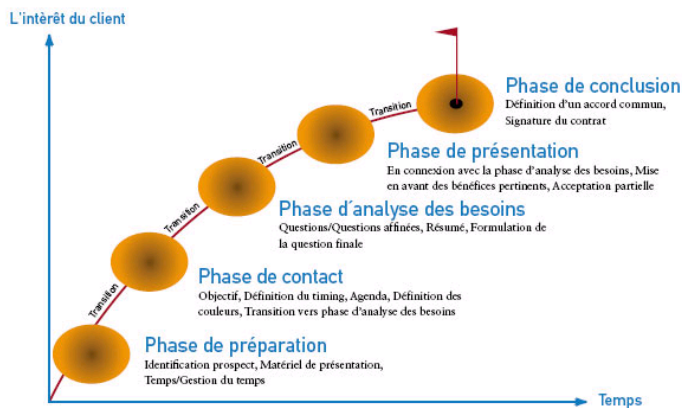 L'intèrêt du client
Transition
Phase de conclusion
Définition d'un accord commun,
Signature du contrat
Transition
Phase de présentation
En connexion avec la phase d'analyse des besoins, Mise
en avant des bénéfices pertinents, Acceptation partielle
Transition
Phase d'analyse des besoins
Questions/Questions affinées, Résumé, Formulation de
la question finale
Transition
Phase de contact
Objectif, Définition du timing, Agenda, Définition des
couleurs, Transition vers phase d'analyse des besoins
Phase de préparation
Identification prospect, Matériel de présentation,
Temps/Gestion du temps
Temps